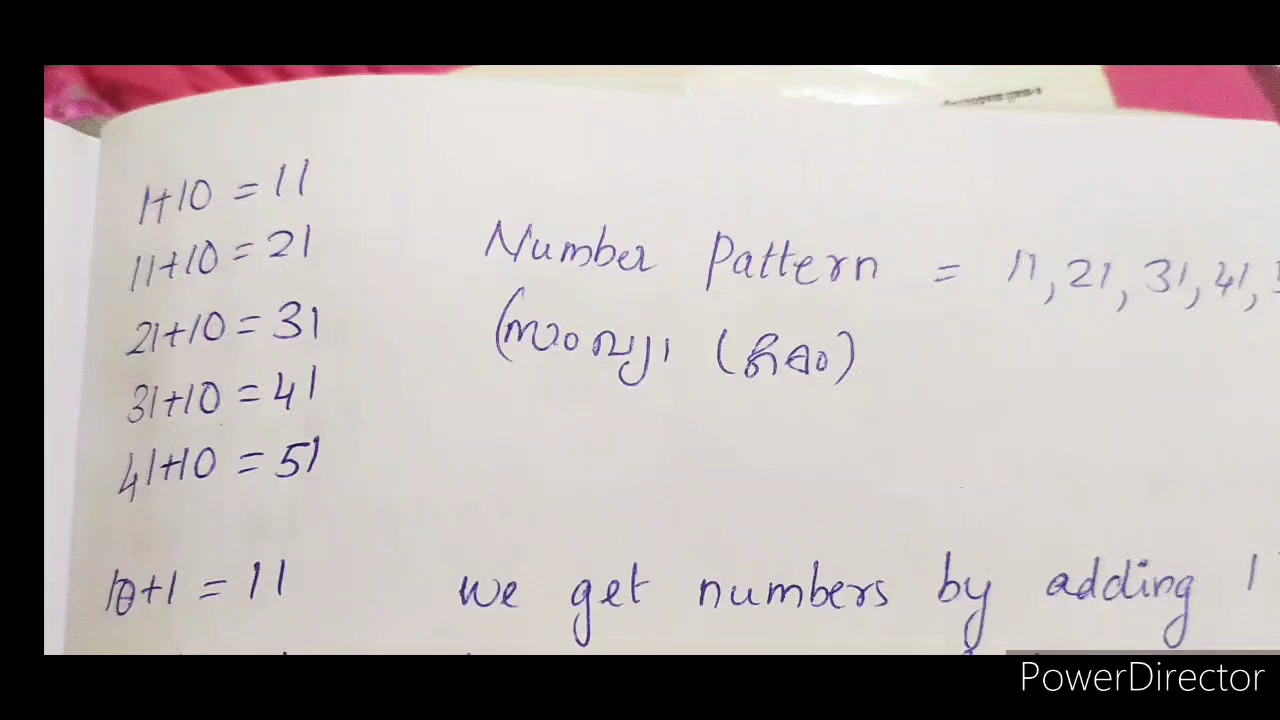 1+10 = 11
11+10 = 21
21+10 = 31
31+10 = 41
41+10 = 51
Number Pattern = 11, 21, 31, 41,
(സംഖ്യാ ക്രമം)
10+1 = 11
we get numbers by adding 1
PowerDirector